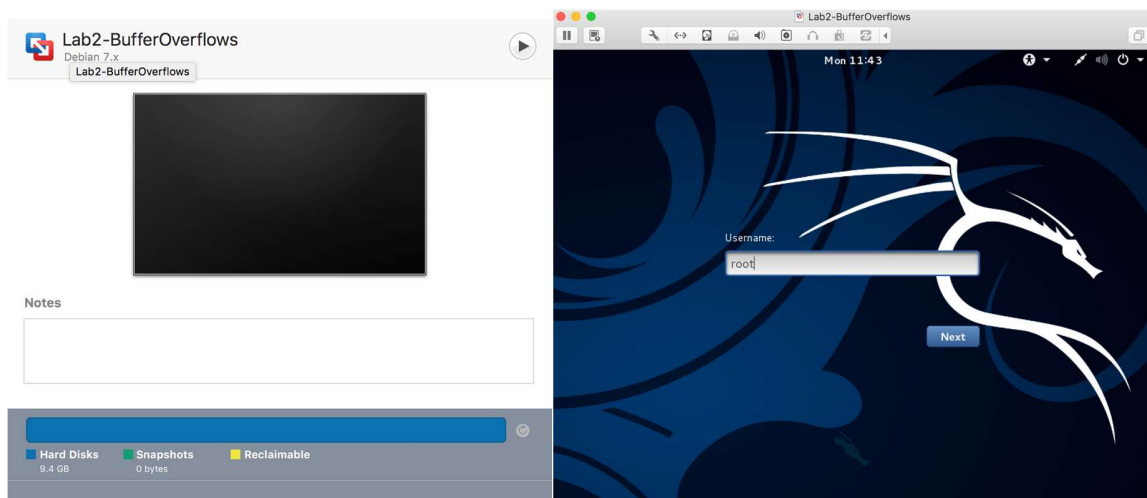 Lab2-BufferOverflows
Debian 7.x
Lab2-BufferOverflows
Notes
Hard Disks
9.4 GB
Snapshots
0 bytes
Reclaimable
Lab2-BufferOverflows
Mon 11:43
Username:
root
Next